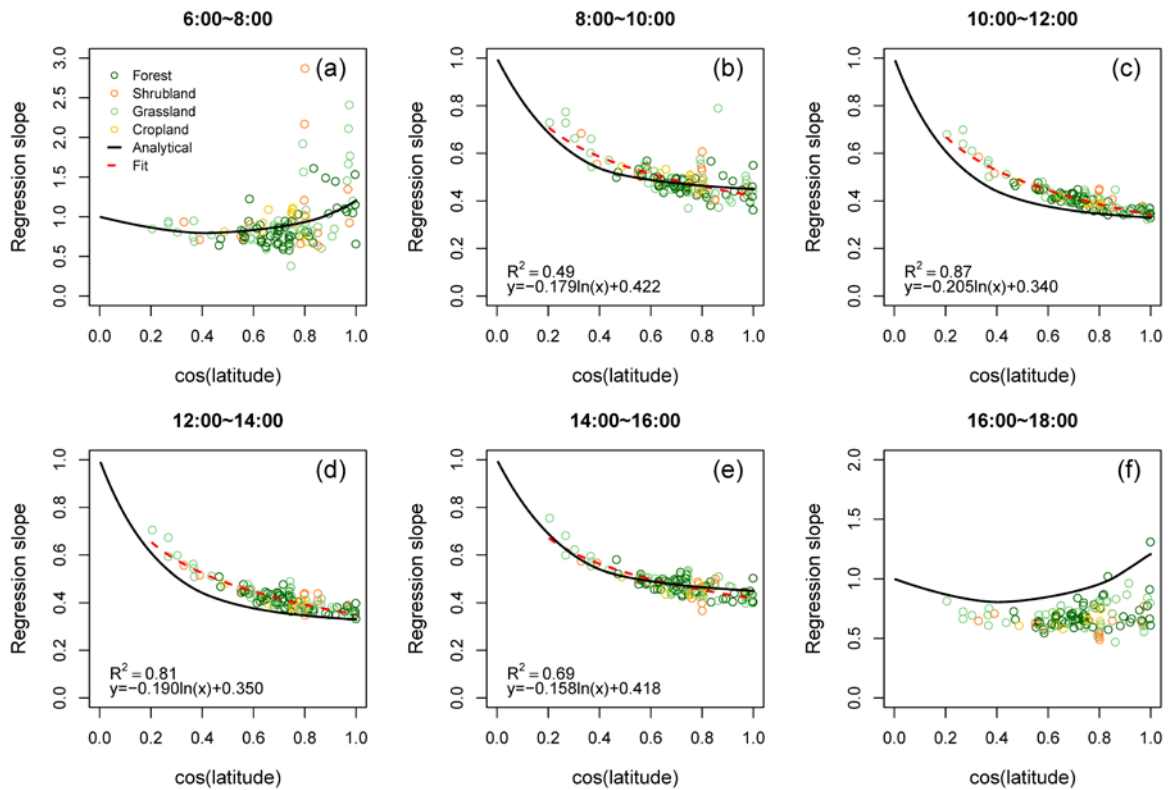 6:00~8:00
(a)
Forest
Shrubland
Grassland
Cropland
Analytical
Fit
Regression slope
0.0 0.5 1.0 1.5 2.0 2.5 3.0
0.0 0.2 0.4 0.6 0.8 1.0
cos(latitude)
8:00~10:00
(b)
Regression slope
0.0 0.2 0.4 0.6 0.8 1.0
R² = 0.49
y=−0.179ln(x)+0.422
0.0 0.2 0.4 0.6 0.8 1.0
cos(latitude)
10:00~12:00
(c)
Regression slope
0.0 0.2 0.4 0.6 0.8 1.0
R² = 0.87
y=−0.205ln(x)+0.340
0.0 0.2 0.4 0.6 0.8 1.0
cos(latitude)
12:00~14:00
(d)
Regression slope
0.0 0.2 0.4 0.6 0.8 1.0
R² = 0.81
y=−0.190ln(x)+0.350
0.0 0.2 0.4 0.6 0.8 1.0
cos(latitude)
14:00~16:00
(e)
Regression slope
0.0 0.2 0.4 0.6 0.8 1.0
R² = 0.69
y=−0.158ln(x)+0.418
0.0 0.2 0.4 0.6 0.8 1.0
cos(latitude)
16:00~18:00
(f)
Regression slope
0.0 0.5 1.0 1.5 2.0
0.0 0.2 0.4 0.6 0.8 1.0
cos(latitude)